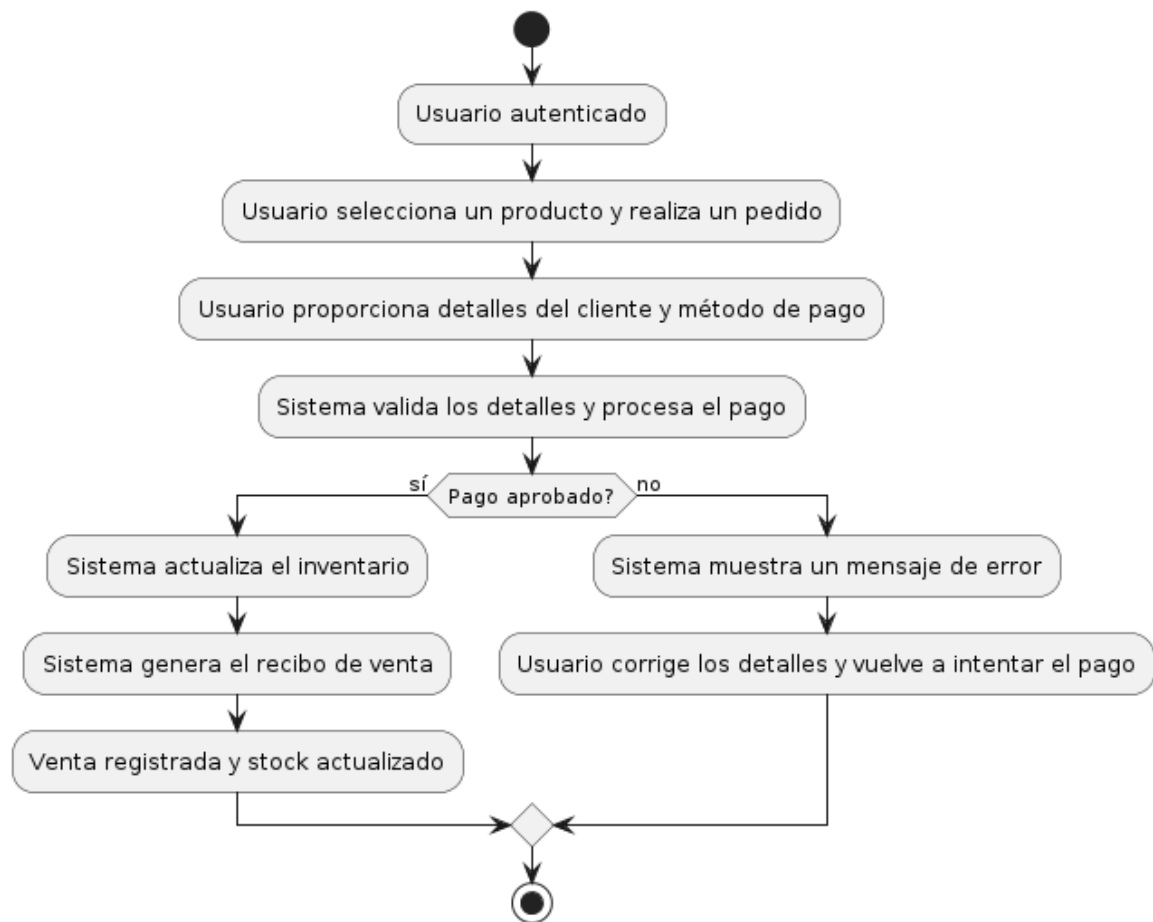 Usuario autenticado
Usuario selecciona un producto y realiza un pedido
Usuario proporciona detalles del cliente y método de pago
Sistema valida los detalles y procesa el pago
sí
Pago aprobado?
no
Sistema actualiza el inventario
Sistema muestra un mensaje de error
Sistema genera el recibo de venta
Usuario corrige los detalles y vuelve a intentar el pago
Venta registrada y stock actualizado